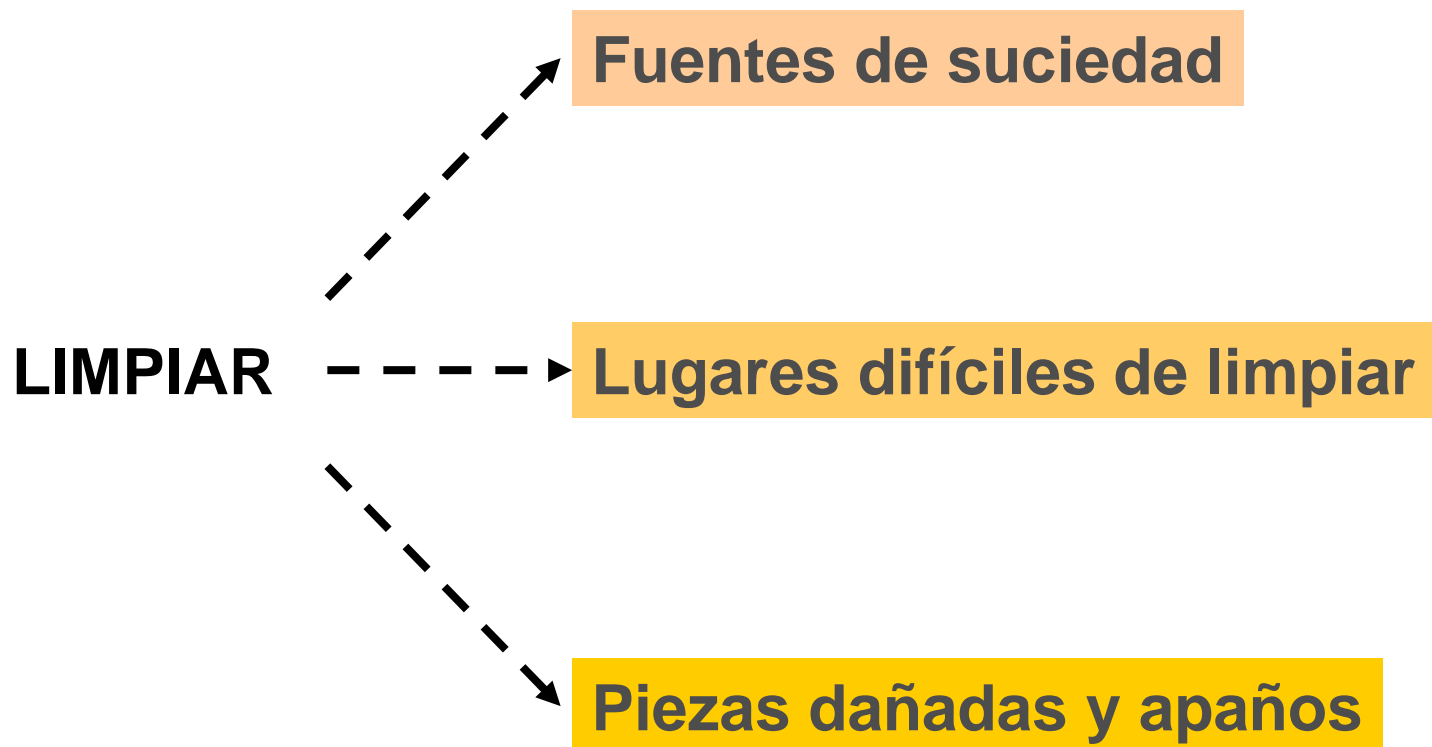 Fuentes de suciedad
LIMPIAR
Lugares difíciles de limpiar
Piezas dañadas y apaños